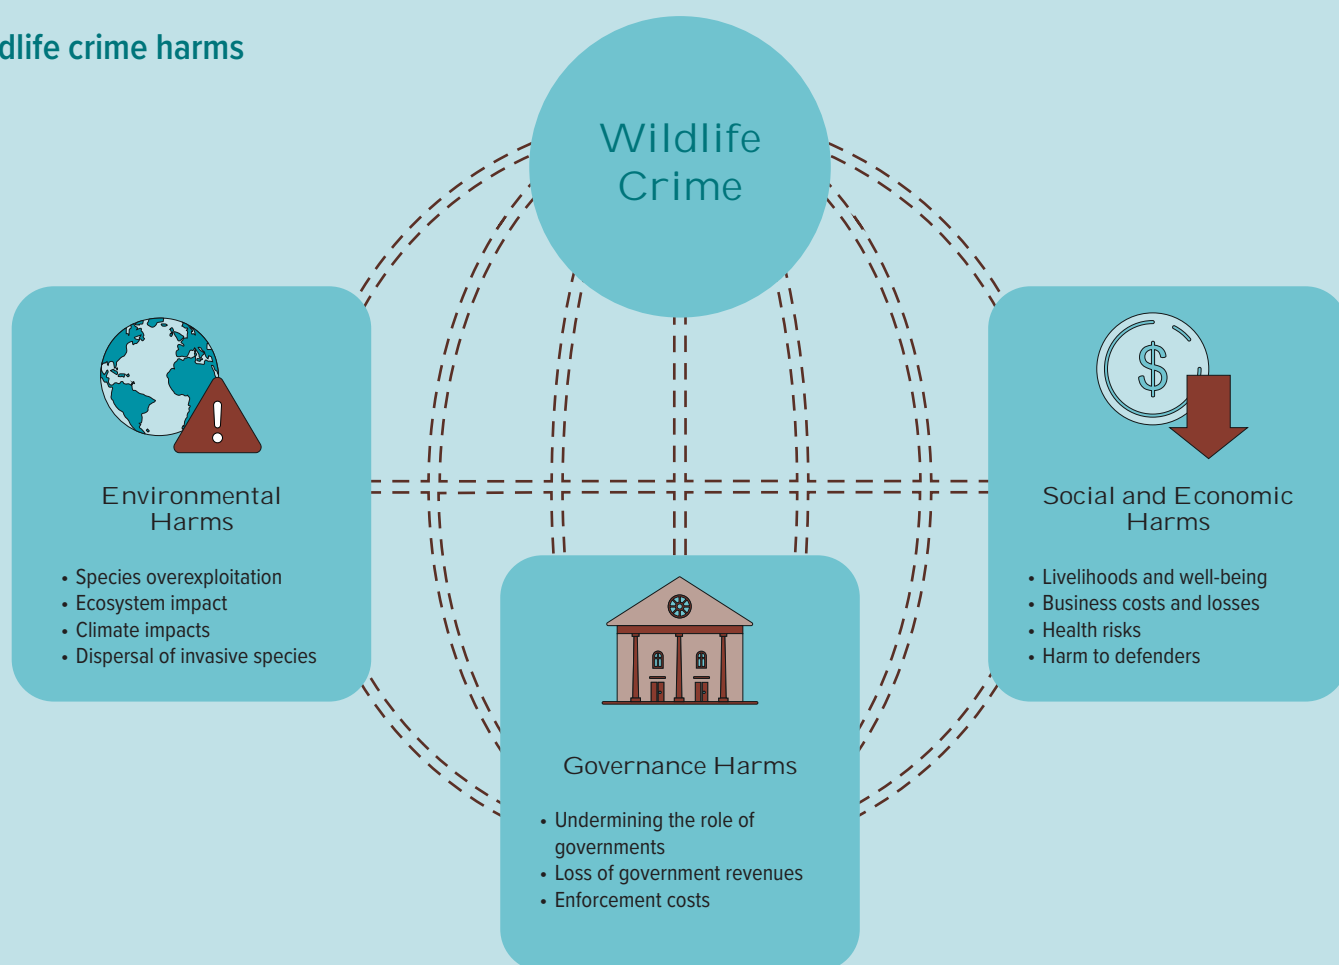 dlife crime harms
Wildlife
Crime
Environmental
Harms
• Species overexploitation
• Ecosystem impact
• Climate impacts
• Dispersal of invasive species
$
Social and Economic
Harms
• Livelihoods and well-being
• Business costs and losses
• Health risks
• Harm to defenders
Governance Harms
• Undermining the role of
governments
• Loss of government revenues
• Enforcement costs